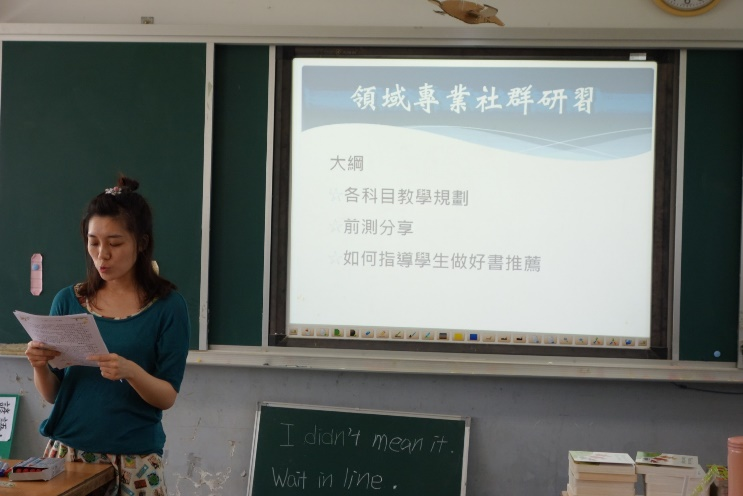 領域專業社群研習
大綱
☆各科目教學規劃
☆前測分享
☆如何指導學生做好書推薦
I didn't mean it.
Wait in line.
諺語